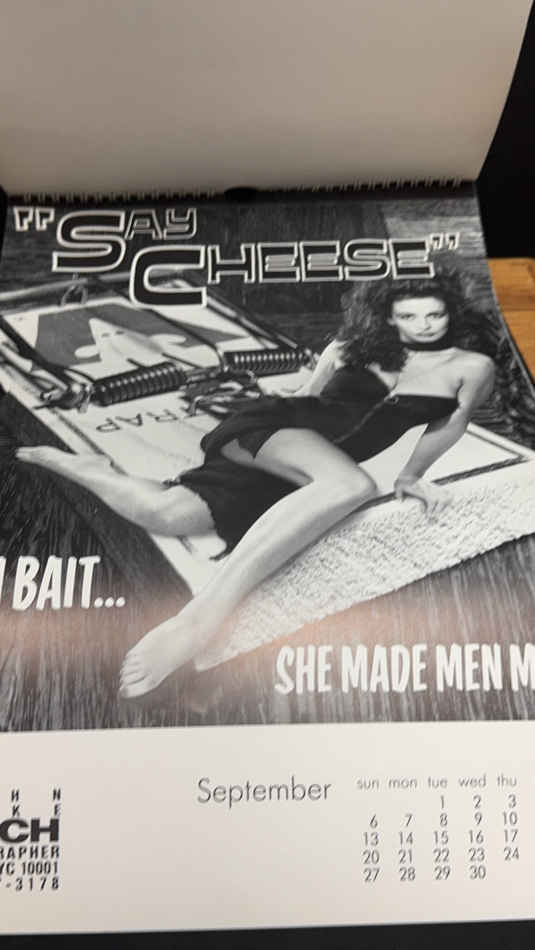 "SAY
CHEESE"
TRAP
BAIT...
SHE MADE MEN
September
sun mon tue wed thu
1 2 3
6 7 8 9 10
13 14 15 16 17
20 21 22 23 24
27 28 29 30
H N
K E
CH
RAPHER
YC 10001
-3178